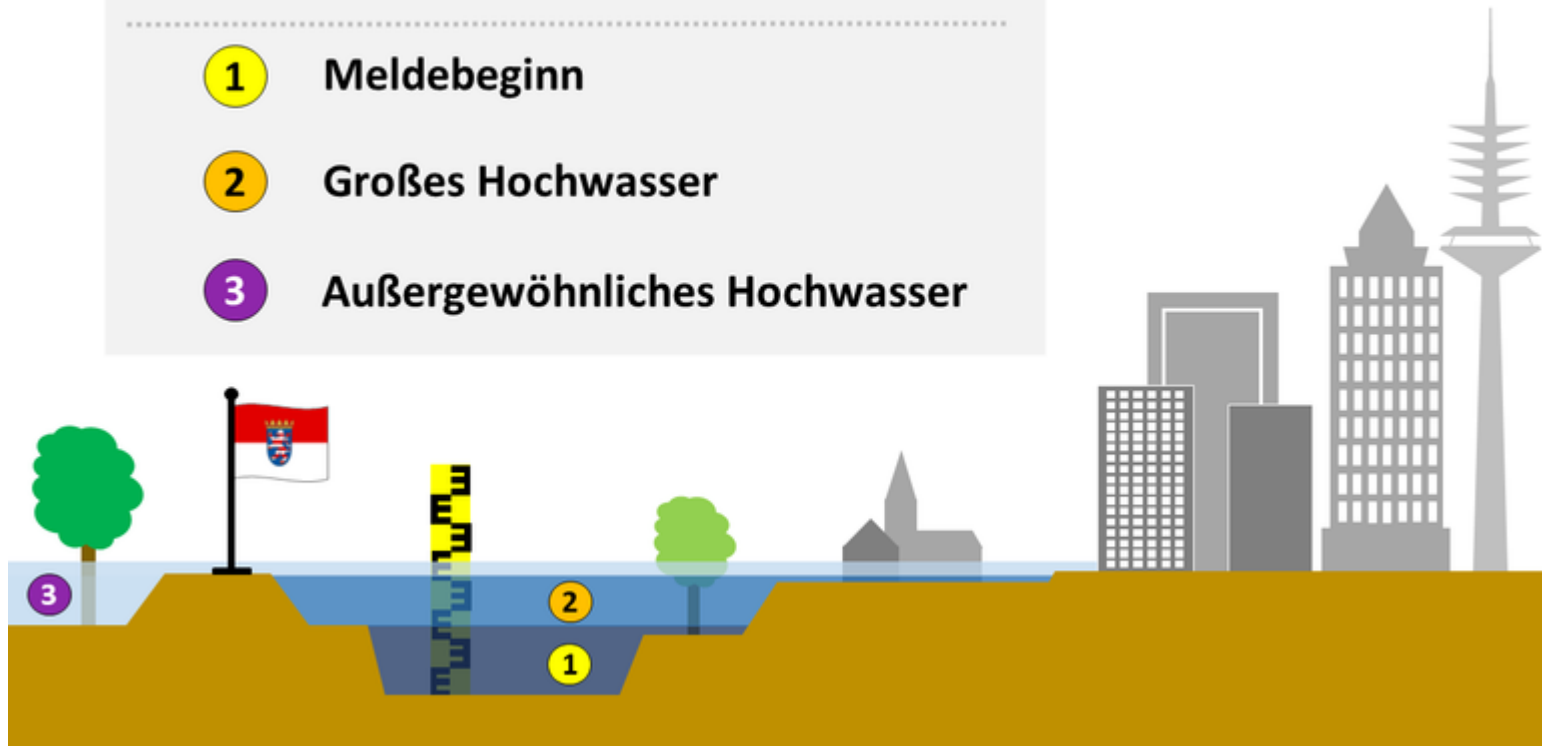 1 Meldebeginn
2 Großes Hochwasser
3 Außergewöhnliches Hochwasser
3
2
1